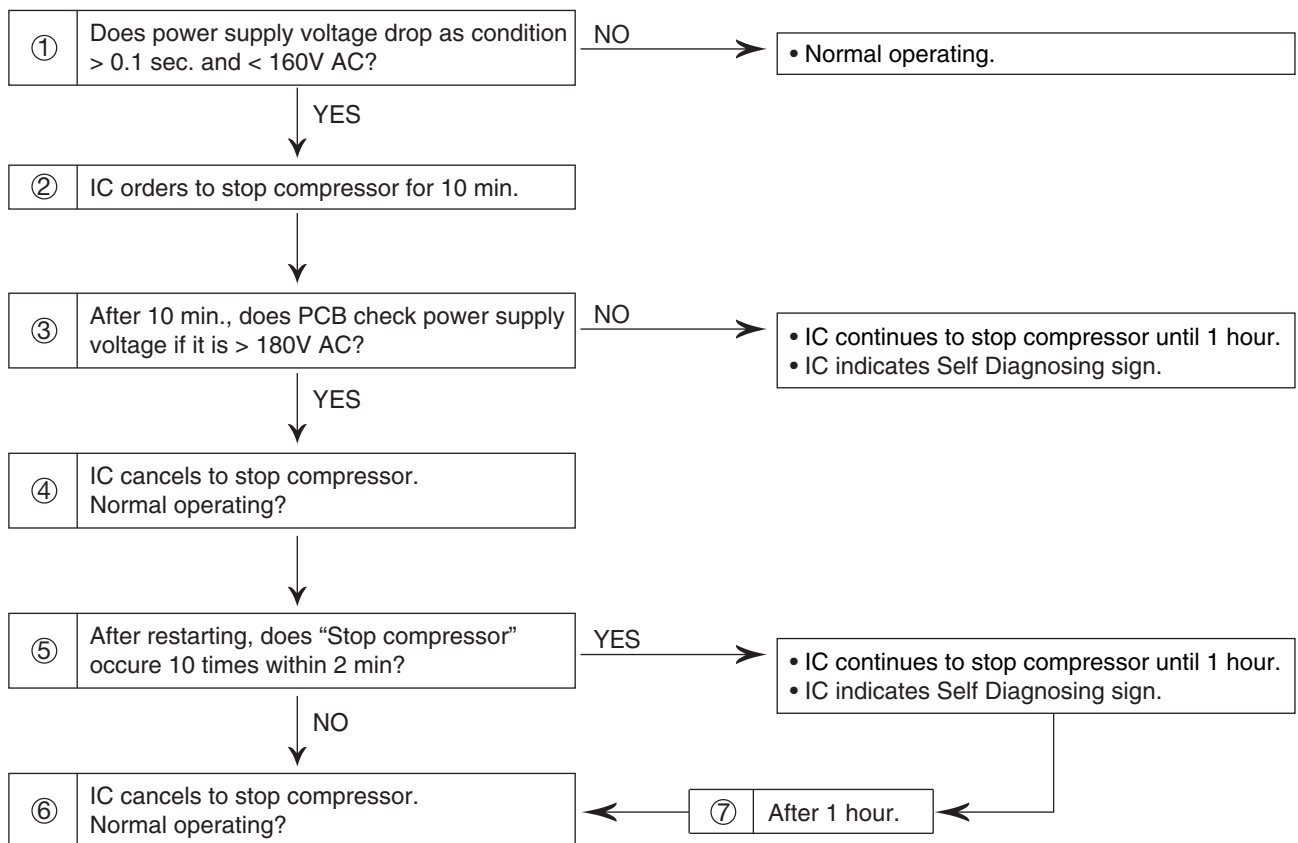 ① Does power supply voltage drop as condition
> 0.1 sec. and < 160V AC?
NO
• Normal operating.
YES
② IC orders to stop compressor for 10 min.
③ After 10 min., does PCB check power supply
voltage if it is > 180V AC?
NO
• IC continues to stop compressor until 1 hour.
• IC indicates Self Diagnosing sign.
YES
④ IC cancels to stop compressor.
Normal operating?
⑤ After restarting, does “Stop compressor”
occure 10 times within 2 min?
YES
• IC continues to stop compressor until 1 hour.
• IC indicates Self Diagnosing sign.
NO
⑥ IC cancels to stop compressor.
Normal operating?
⑦ After 1 hour.